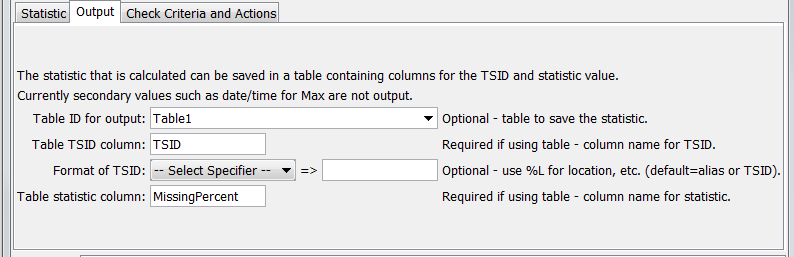 Statistic Output Check Criteria and Actions
The statistic that is calculated can be saved in a table containing columns for the TSID and statistic value.
Currently secondary values such as date/time for Max are not output.
Table ID for output: Table1 Optional - table to save the statistic.
Table TSID column: TSID Required if using table - column name for TSID.
Format of TSID: -- Select Specifier -- => Optional - use %L for location, etc. (default=alias or TSID).
Table statistic column: MissingPercent Required if using table - column name for statistic.